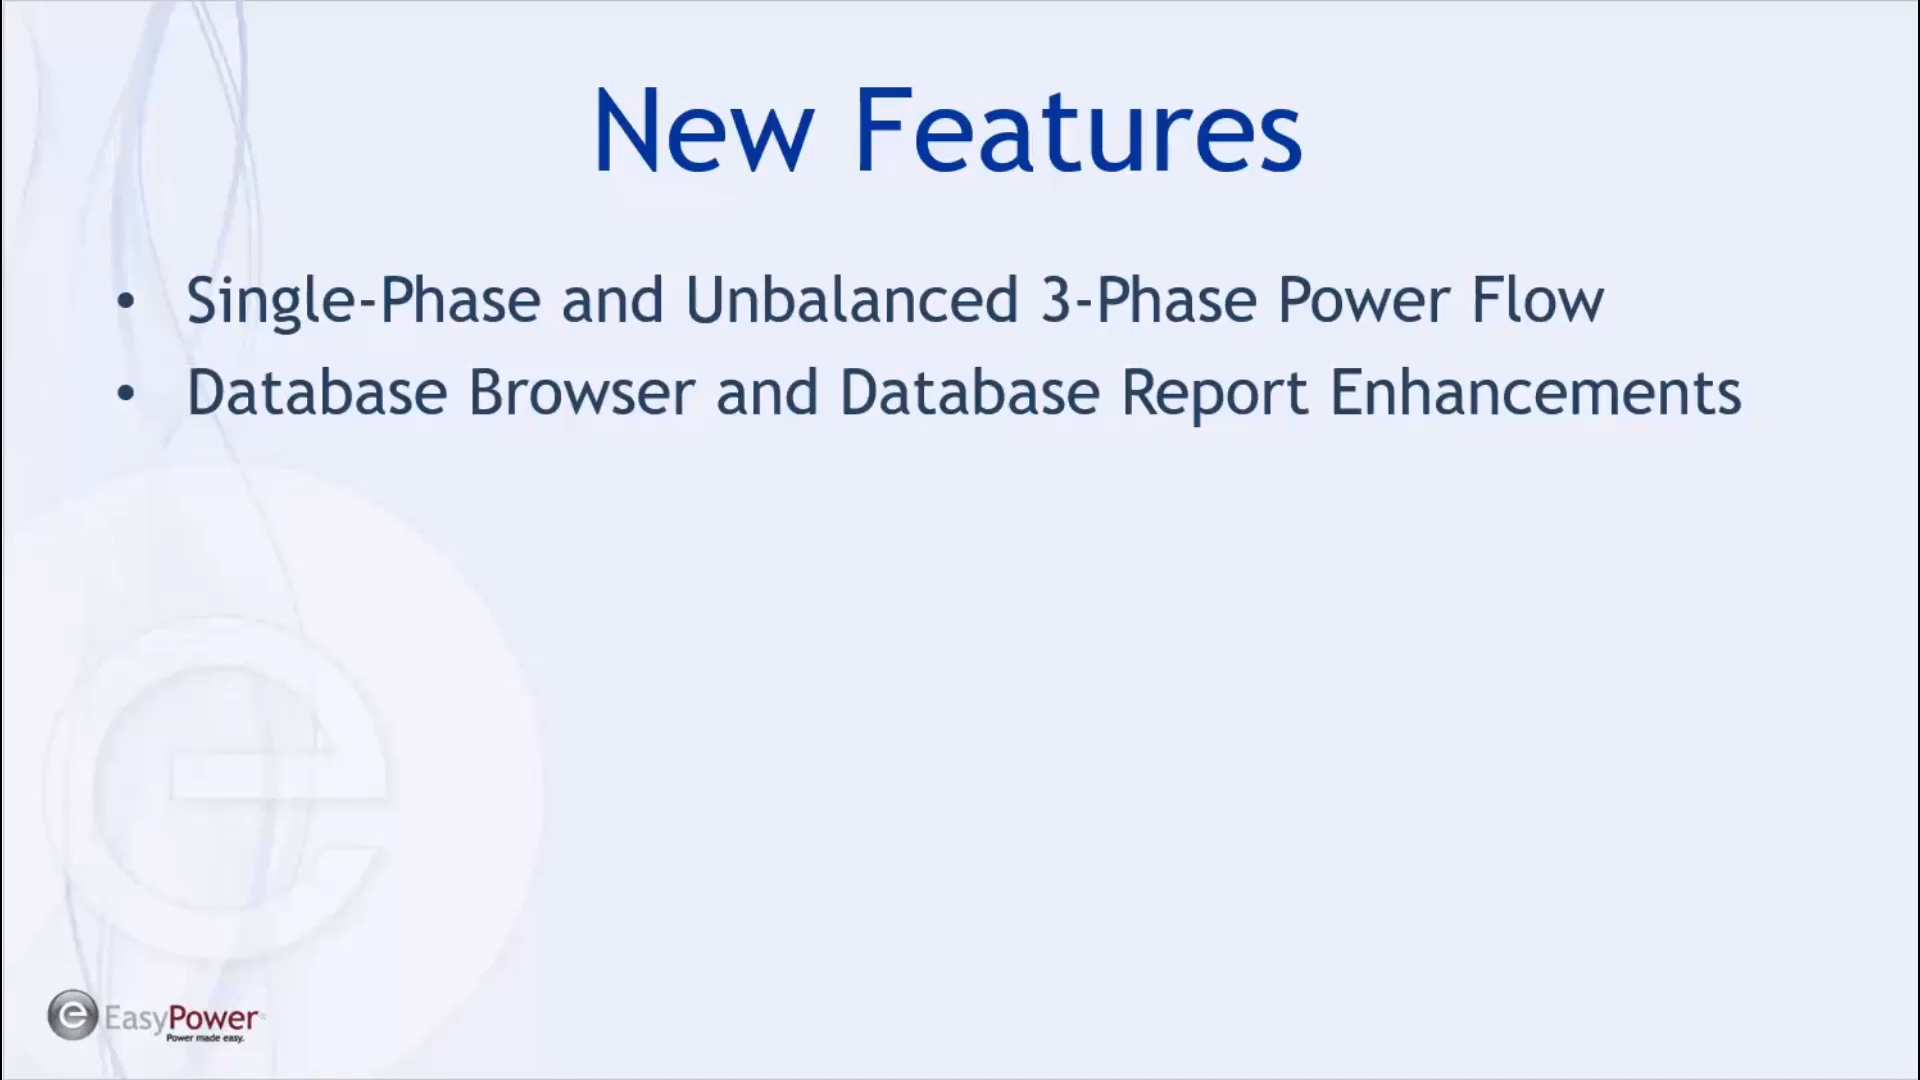 New Features
• Single-Phase and Unbalanced 3-Phase Power Flow
• Database Browser and Database Report Enhancements
e EasyPower
Power made easy.